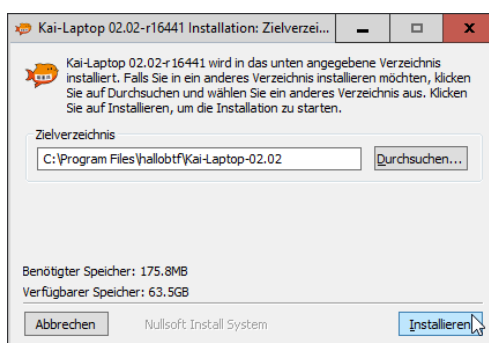 Kai-Laptop 02.02-r16441 Installation: Zielverzei...
Kai-Laptop 02.02-r16441 wird in das unten angegebene Verzeichnis
installiert. Falls Sie in ein anderes Verzeichnis installieren möchten, klicken
Sie auf Durchsuchen und wählen Sie ein anderes Verzeichnis aus. Klicken
Sie auf Installieren, um die Installation zu starten.
Zielverzeichnis
C:\Program Files\hallobtf\Kai-Laptop-02.02
Durchsuchen...
Benötigter Speicher: 175.8MB
Verfügbarer Speicher: 63.5GB
Abbrechen
Nullsoft Install System
Installieren